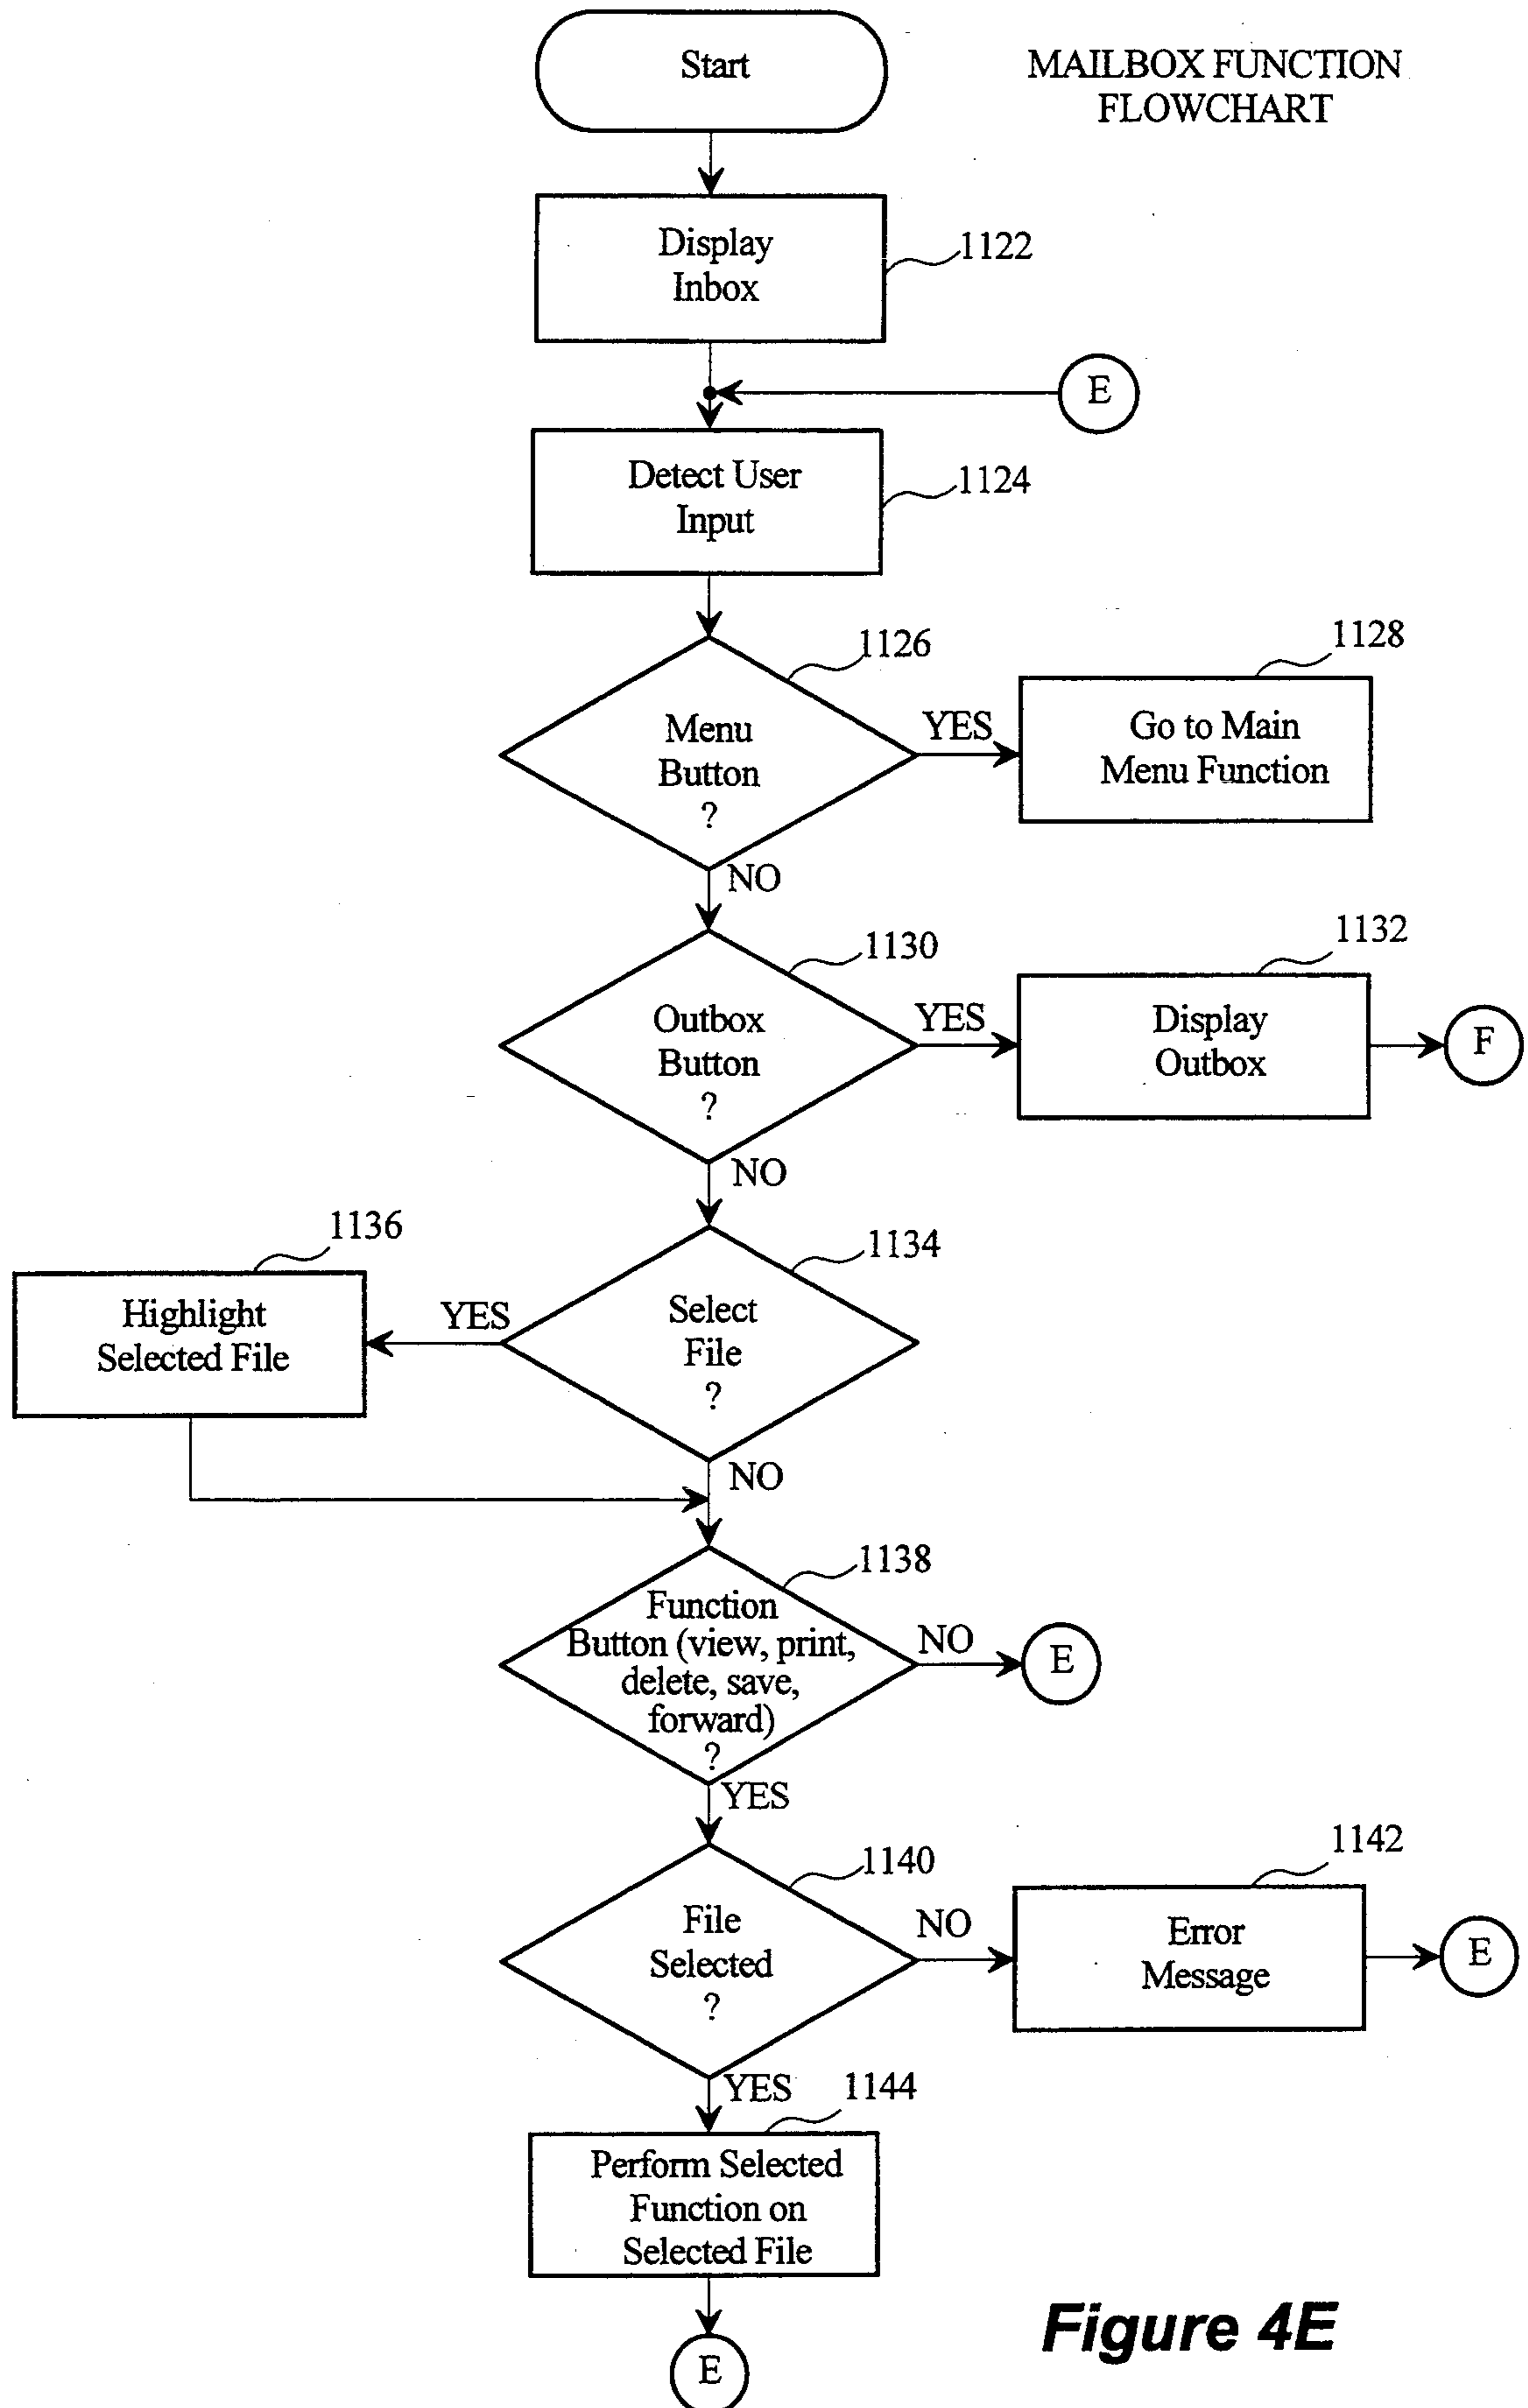 Start
MAILBOX FUNCTION
FLOWCHART
Display
Inbox
1122
E
Detect User
Input
1124
1126
Menu
Button
?
YES
1128
Go to Main
Menu Function
NO
1130
Outbox
Button
?
YES
1132
Display
Outbox
F
NO
1134
Select
File
?
YES
1136
Highlight
Selected File
NO
1138
Function
Button (view, print,
delete, save,
forward)
?
NO
E
YES
1140
File
Selected
?
NO
1142
Error
Message
E
YES
1144
Perform Selected
Function on
Selected File
E
Figure 4E